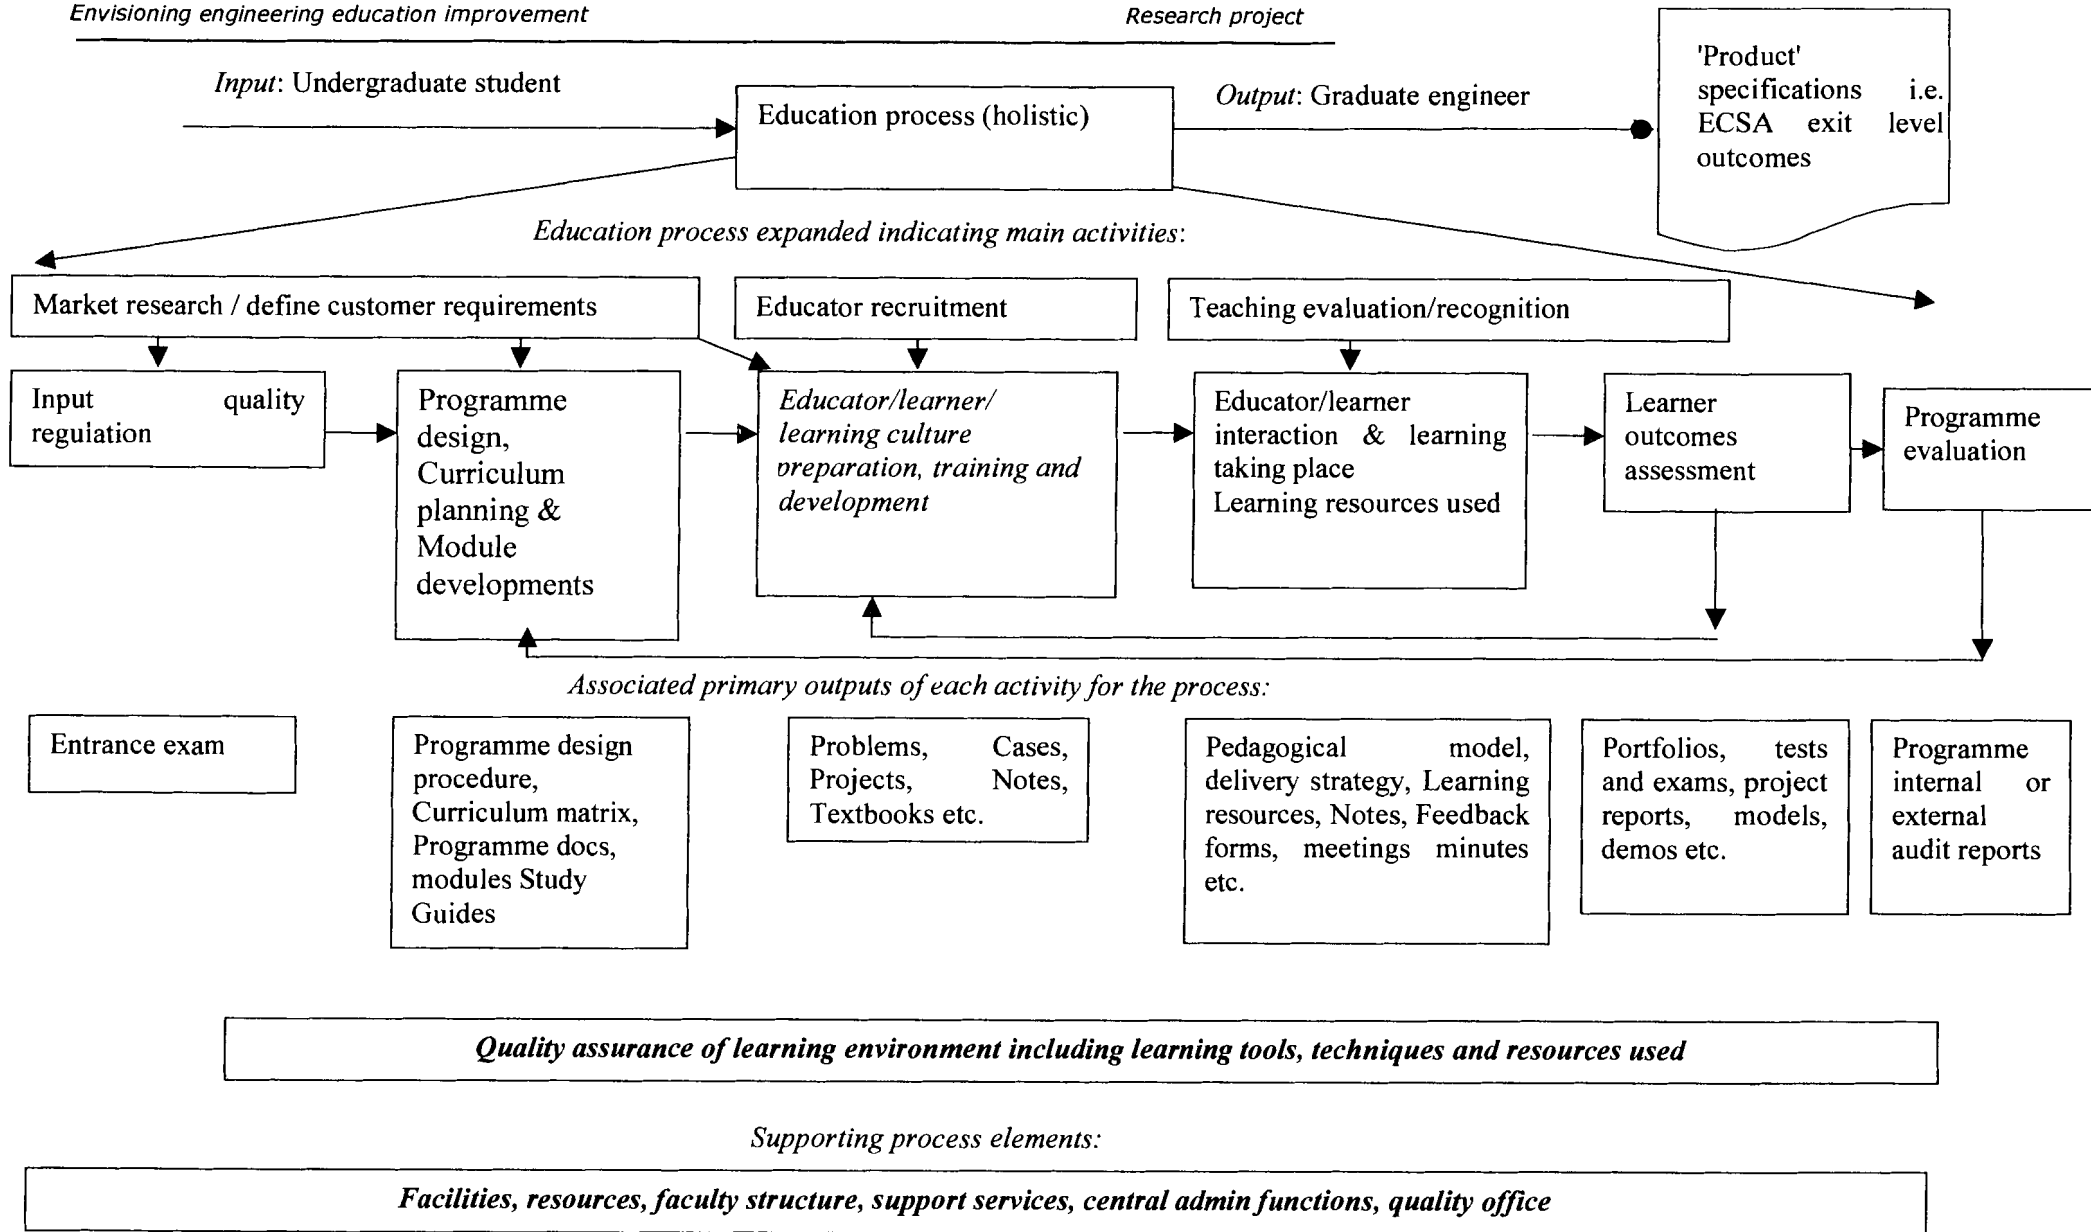 Envisioning engineering education improvement
Research project
Input: Undergraduate student
Education process (holistic)
Output: Graduate engineer
'Product'
specifications i.e.
ECSA exit level
outcomes
Education process expanded indicating main activities:
Market research / define customer requirements
Educator recruitment
Teaching evaluation/recognition
Input quality
regulation
Programme
design,
Curriculum
planning &
Module
developments
Educator/learner/
learning culture
preparation, training and
development
Educator/learner
interaction & learning
taking place
Learning resources used
Learner
outcomes
assessment
Programme
evaluation
Associated primary outputs of each activity for the process:
Entrance exam
Programme design
procedure,
Curriculum matrix,
Programme docs,
modules Study
Guides
Problems, Cases,
Projects, Notes,
Textbooks etc.
Pedagogical model,
delivery strategy, Learning
resources, Notes, Feedback
forms, meetings minutes
etc.
Portfolios, tests
and exams, project
reports, models,
demos etc.
Programme
internal or
external
audit reports
Quality assurance of learning environment including learning tools, techniques and resources used
Supporting process elements:
Facilities, resources, faculty structure, support services, central admin functions, quality office